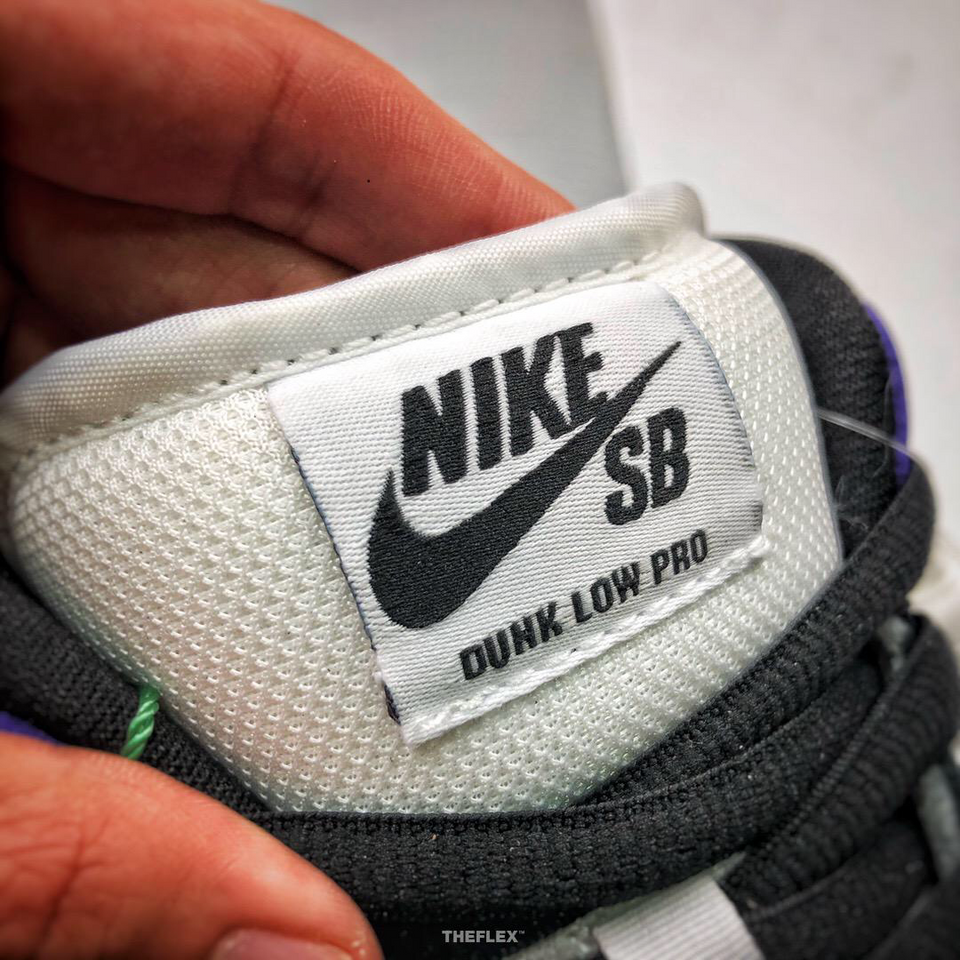 NIKE
SB
DUNK LOW PRO
THEFLEX™